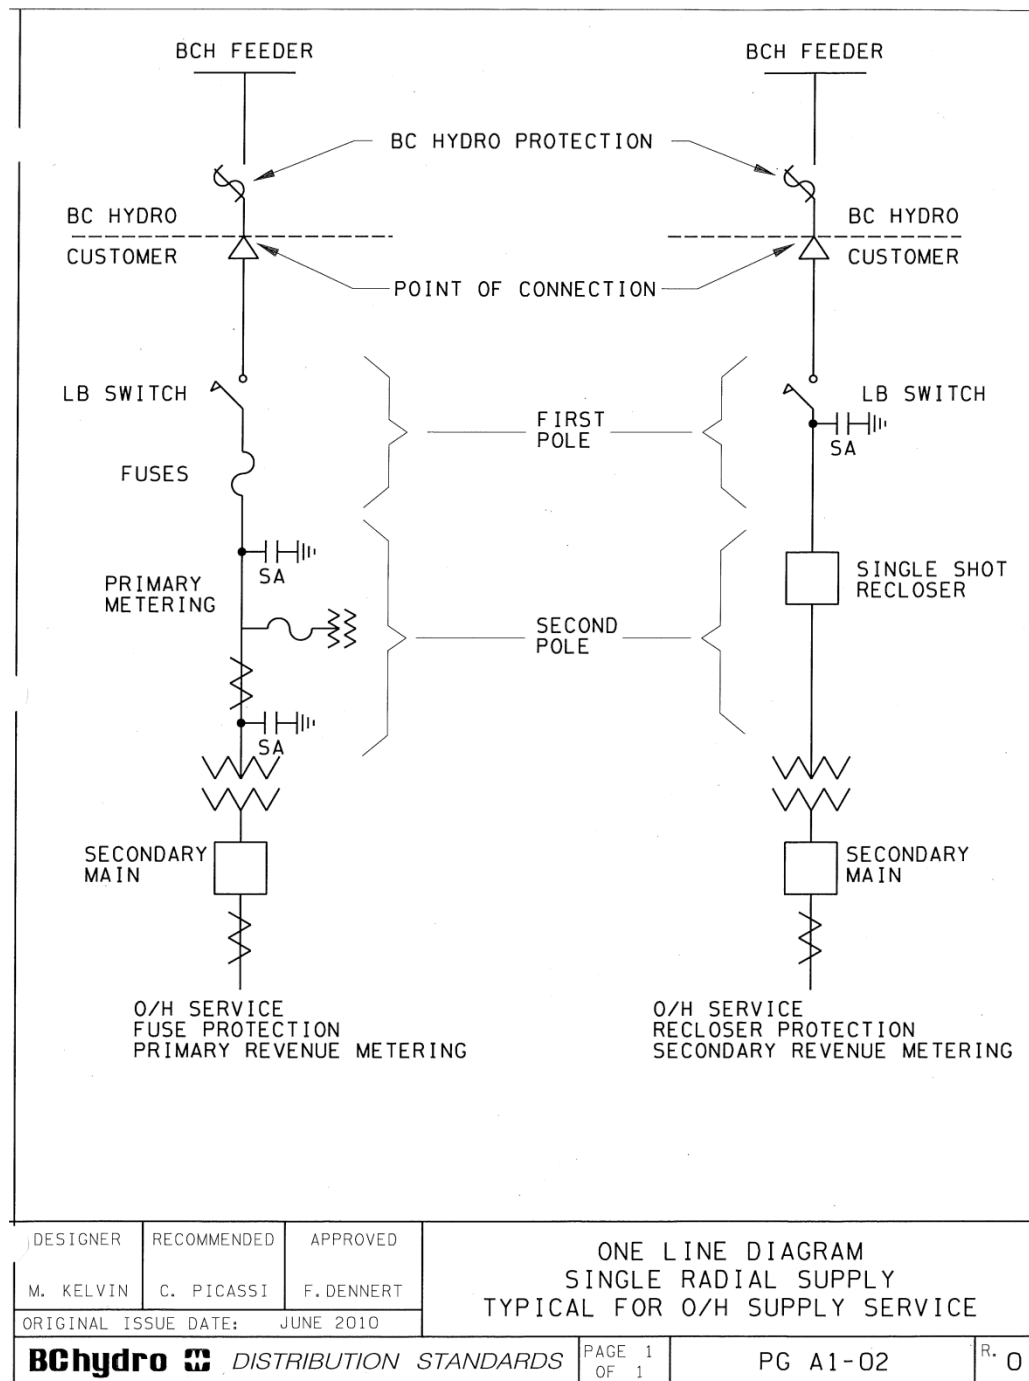 BCH FEEDER
BCH FEEDER
BC HYDRO PROTECTION
BC HYDRO
BC HYDRO
CUSTOMER
CUSTOMER
POINT OF CONNECTION
LB SWITCH
LB SWITCH
FIRST
POLE
SA
FUSES
SA
PRIMARY
METERING
SINGLE SHOT
RECLOSER
SECOND
POLE
SA
SECONDARY
MAIN
SECONDARY
MAIN
O/H SERVICE
FUSE PROTECTION
PRIMARY REVENUE METERING
O/H SERVICE
RECLOSER PROTECTION
SECONDARY REVENUE METERING
DESIGNER
RECOMMENDED
APPROVED
M. KELVIN
C. PICASSI
F. DENNERT
ORIGINAL ISSUE DATE: JUNE 2010
ONE LINE DIAGRAM
SINGLE RADIAL SUPPLY
TYPICAL FOR O/H SUPPLY SERVICE
BChydro DISTRIBUTION STANDARDS
PAGE 1
OF 1
PG A1-02
R. 0